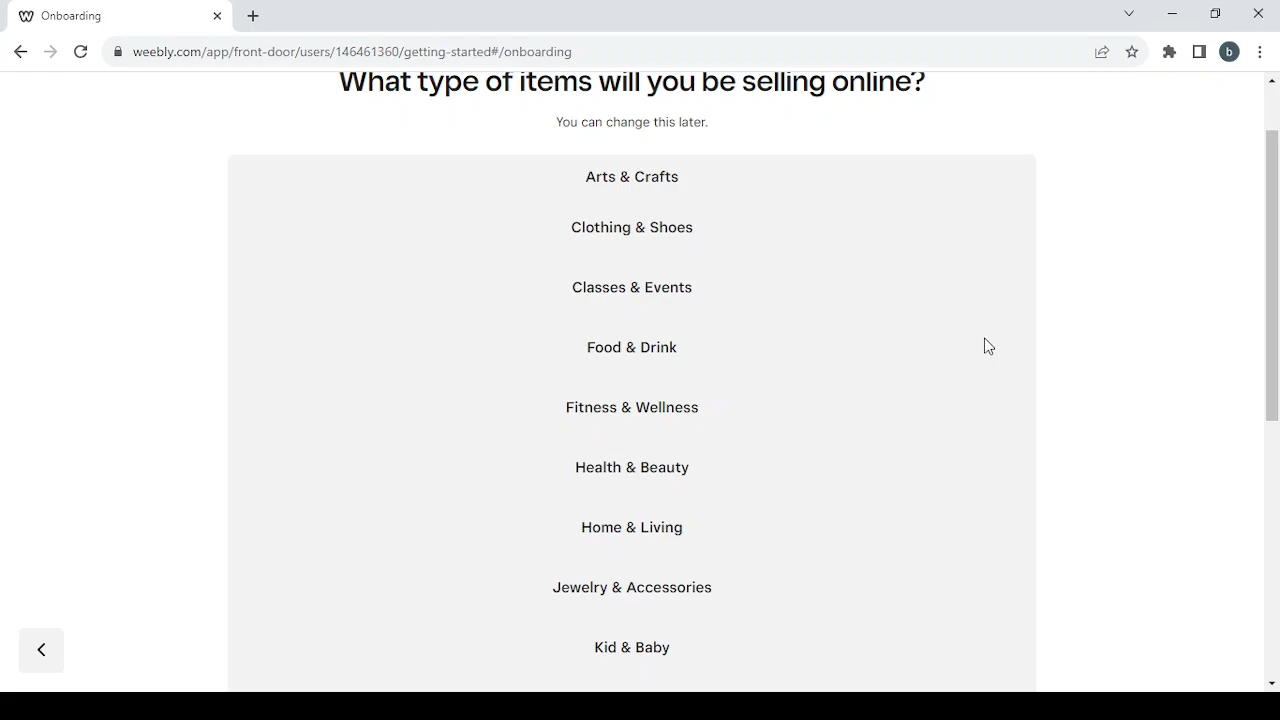 Onboarding
weebly.com/app/front-door/users/146461360/getting-started#/onboarding
b
What type of items will you be selling online?
You can change this later.
Arts & Crafts
Clothing & Shoes
Classes & Events
Food & Drink
Fitness & Wellness
Health & Beauty
Home & Living
Jewelry & Accessories
Kid & Baby